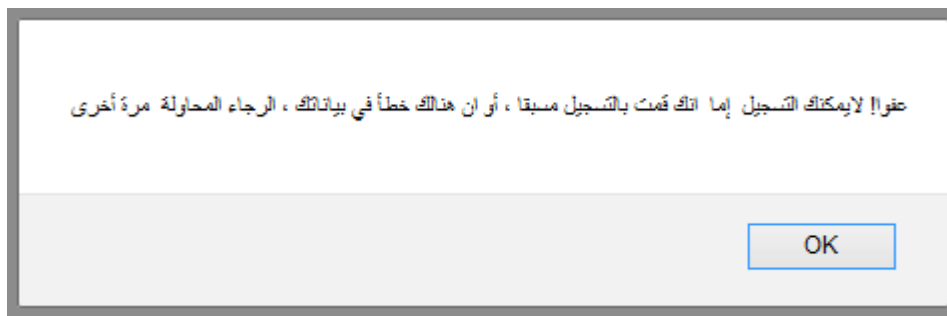 عفوا! لايمكنك التسجيل إما انك قمت بالتسجيل مسبقا ، أو ان هنالك خطأ في بياناتك ، الرجاء المحاولة مرة أخرى
OK